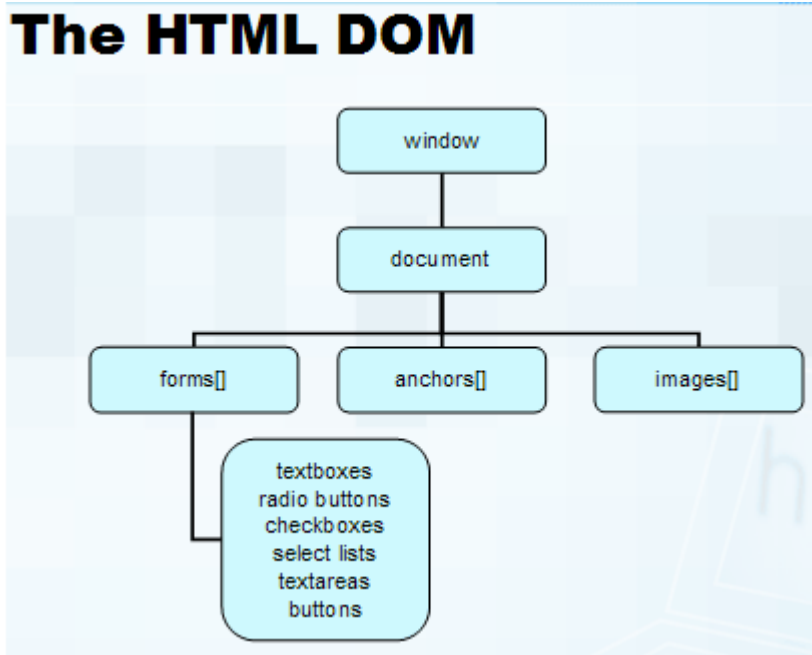 The HTML DOM
window
document
forms[]
anchors[]
images[]
textboxes
radio buttons
checkboxes
select lists
textareas
buttons
h